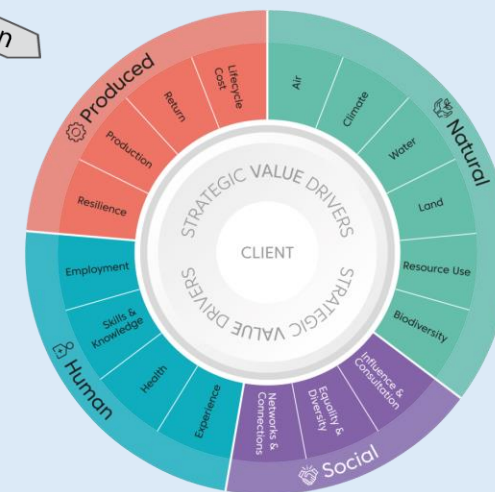 n
Produced
Lifecycle
Cost
Return
Production
Resilience
Natural
Air
Climate
Water
Land
Resource Use
Biodiversity
Social
Influence &
Consultation
Equality &
Diversity
Networks &
Connections
Human
Experience
Health
Skills &
Knowledge
Employment
STRATEGIC VALUE DRIVERS
CLIENT
STRATEGIC VALUE DRIVERS